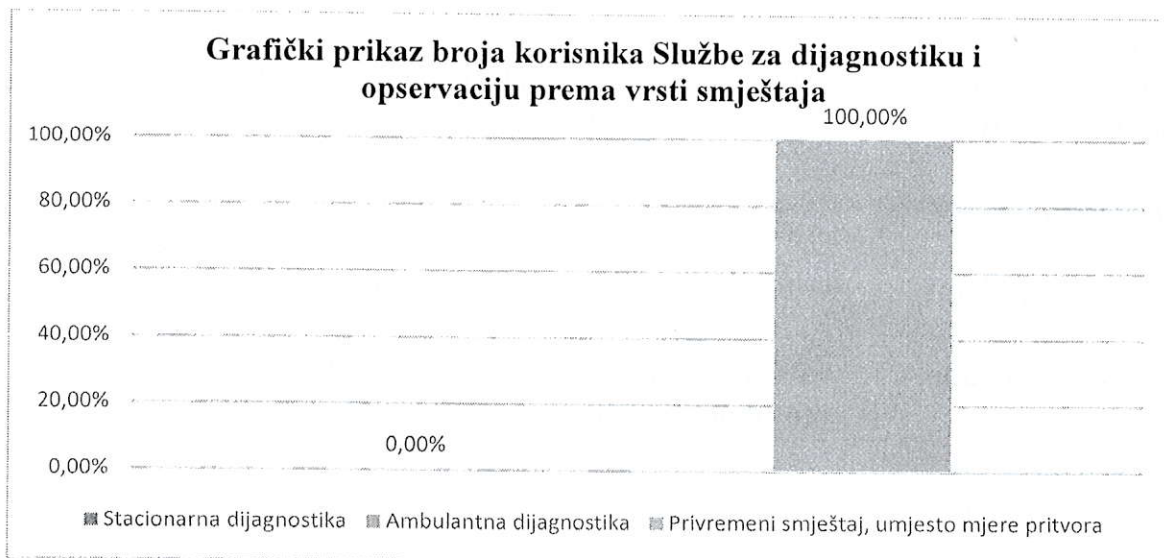 Grafički prikaz broja korisnika Službe za dijagnostiku i
opservaciju prema vrsti smještaja
100,00%
100,00%
80,00%
60,00%
40,00%
20,00%
0,00%
0,00%
Stacionarna dijagnostika Ambulantna dijagnostika Privremeni smještaj, umjesto mjere pritvora